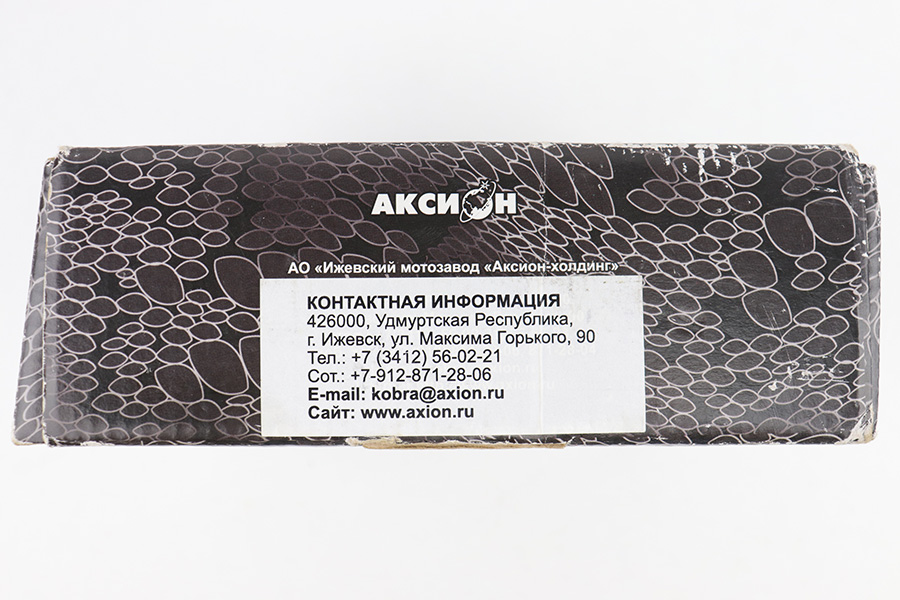 АКСИОН
АО «Ижевский мотозавод «Аксион-холдинг»
КОНТАКТНАЯ ИНФОРМАЦИЯ
426000, Удмуртская Республика,
г. Ижевск, ул. Максима Горького, 90
Тел.: +7 (3412) 56-02-21
Сот.: +7-912-871-28-06
E-mail: kobra@axion.ru
Сайт: www.axion.ru